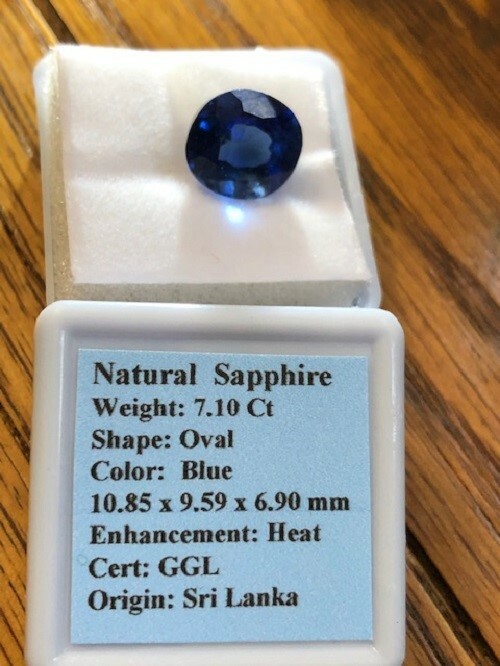 Natural Sapphire
Weight: 7.10 Ct
Shape: Oval
Color: Blue
10.85 x 9.59 x 6.90 mm
Enhancement: Heat
Cert: GGL
Origin: Sri Lanka